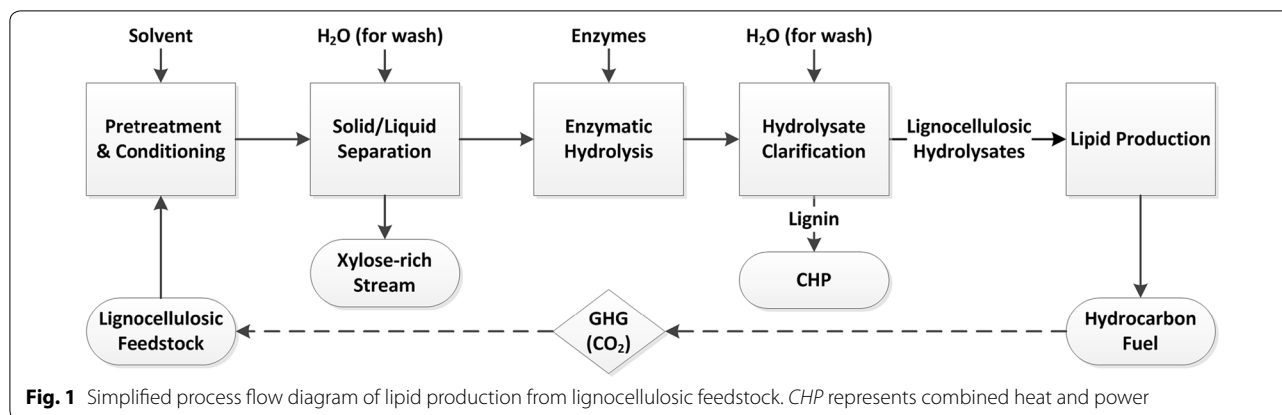 Solvent
H₂O (for wash)
Enzymes
H₂O (for wash)
Pretreatment
& Conditioning
Solid/Liquid
Separation
Enzymatic
Hydrolysis
Hydrolysate
Clarification
Lignocellulosic
Hydrolysates
Lipid Production
Lignin
Xylose-rich
Stream
CHP
Lignocellulosic
Feedstock
GHG
(CO₂)
Hydrocarbon
Fuel
Fig. 1 Simplified process flow diagram of lipid production from lignocellulosic feedstock. CHP represents combined heat and power